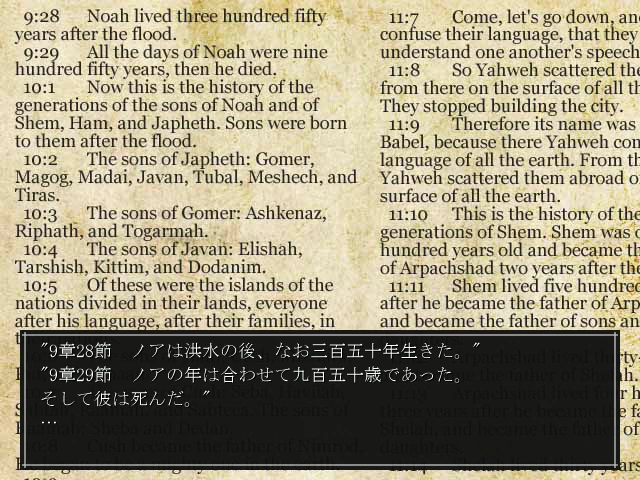 9:28 Noah lived three hundred fifty
years after the flood.
9:29 All the days of Noah were nine
hundred fifty years, then he died.
10:1 Now this is the history of the
generations of the sons of Noah and of
Shem, Ham, and Japheth. Sons were born
to them after the flood.
10:2 The sons of Japheth: Gomer,
Magog, Madai, Javan, Tubal, Meshech, and
Tiras.
10:3 The sons of Gomer: Ashkenaz,
Riphath, and Togarmah.
10:4 The sons of Javan: Elishah,
Tarshish, Kittim, and Dodanim.
10:5 Of these were the islands of the
nations divided in their lands, everyone
after his language, after their families, in
11:7 Come, let's go down, and
confuse their language, that they
understand one another's speech
11:8 So Yahweh scattered the
from there on the surface of all th
They stopped building the city.
11:9 Therefore its name was
Babel, because there Yahweh con
language of all the earth. From th
Yahweh scattered them abroad o
surface of all the earth.
11:10 This is the history of the
generations of Shem. Shem was o
hundred years old and became th
of Arpachshad two years after the
11:11 Shem lived five hundred
after he became the father of Arp
and became the father of sons an
"9章28節 ノアは洪水の後、なお三百五十年生きた。"
"9章29節 ノアの年は合わせて九百五十歳であった。
そして彼は死んだ。"
…